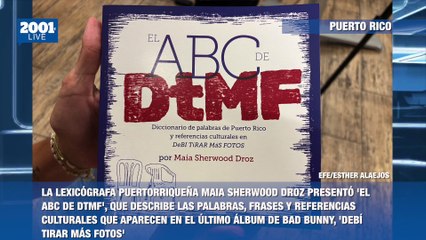 2001
LIVE
PUERTO RICO
EL
ABC
DE
DtMF
Diccionario de palabras de Puerto Rico
y referencias culturales en
DeBÍ TiRAR MáS FOTOS
por Maia Sherwood Droz
EFE/ESTHER ALAEJOS
LA LEXICÓGRAFA PUERTORRIQUEÑA MAIA SHERWOOD DROZ PRESENTÓ 'EL
ABC DE DTMF', QUE DESCRIBE LAS PALABRAS, FRASES Y REFERENCIAS
CULTURALES QUE APARECEN EN EL ÚLTIMO ÁLBUM DE BAD BUNNY, 'DEBÍ
TIRAR MÁS FOTOS'